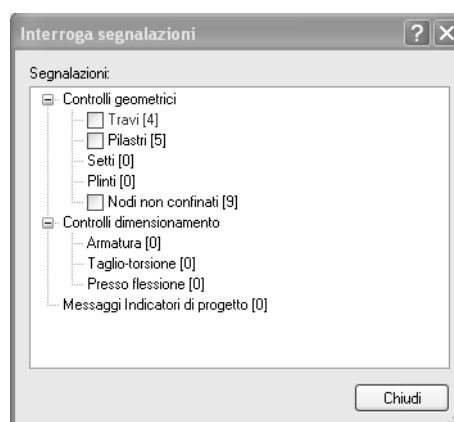 Interroga segnalazioni
Segnalazioni:
Controlli geometrici
Travi [4]
Pilastri [5]
Setti [0]
Plinti [0]
Nodi non confinati [9]
Controlli dimensionamento
Armatura [0]
Taglio-torsione [0]
Presso flessione [0]
Messaggi Indicatori di progetto [0]
Chiudi